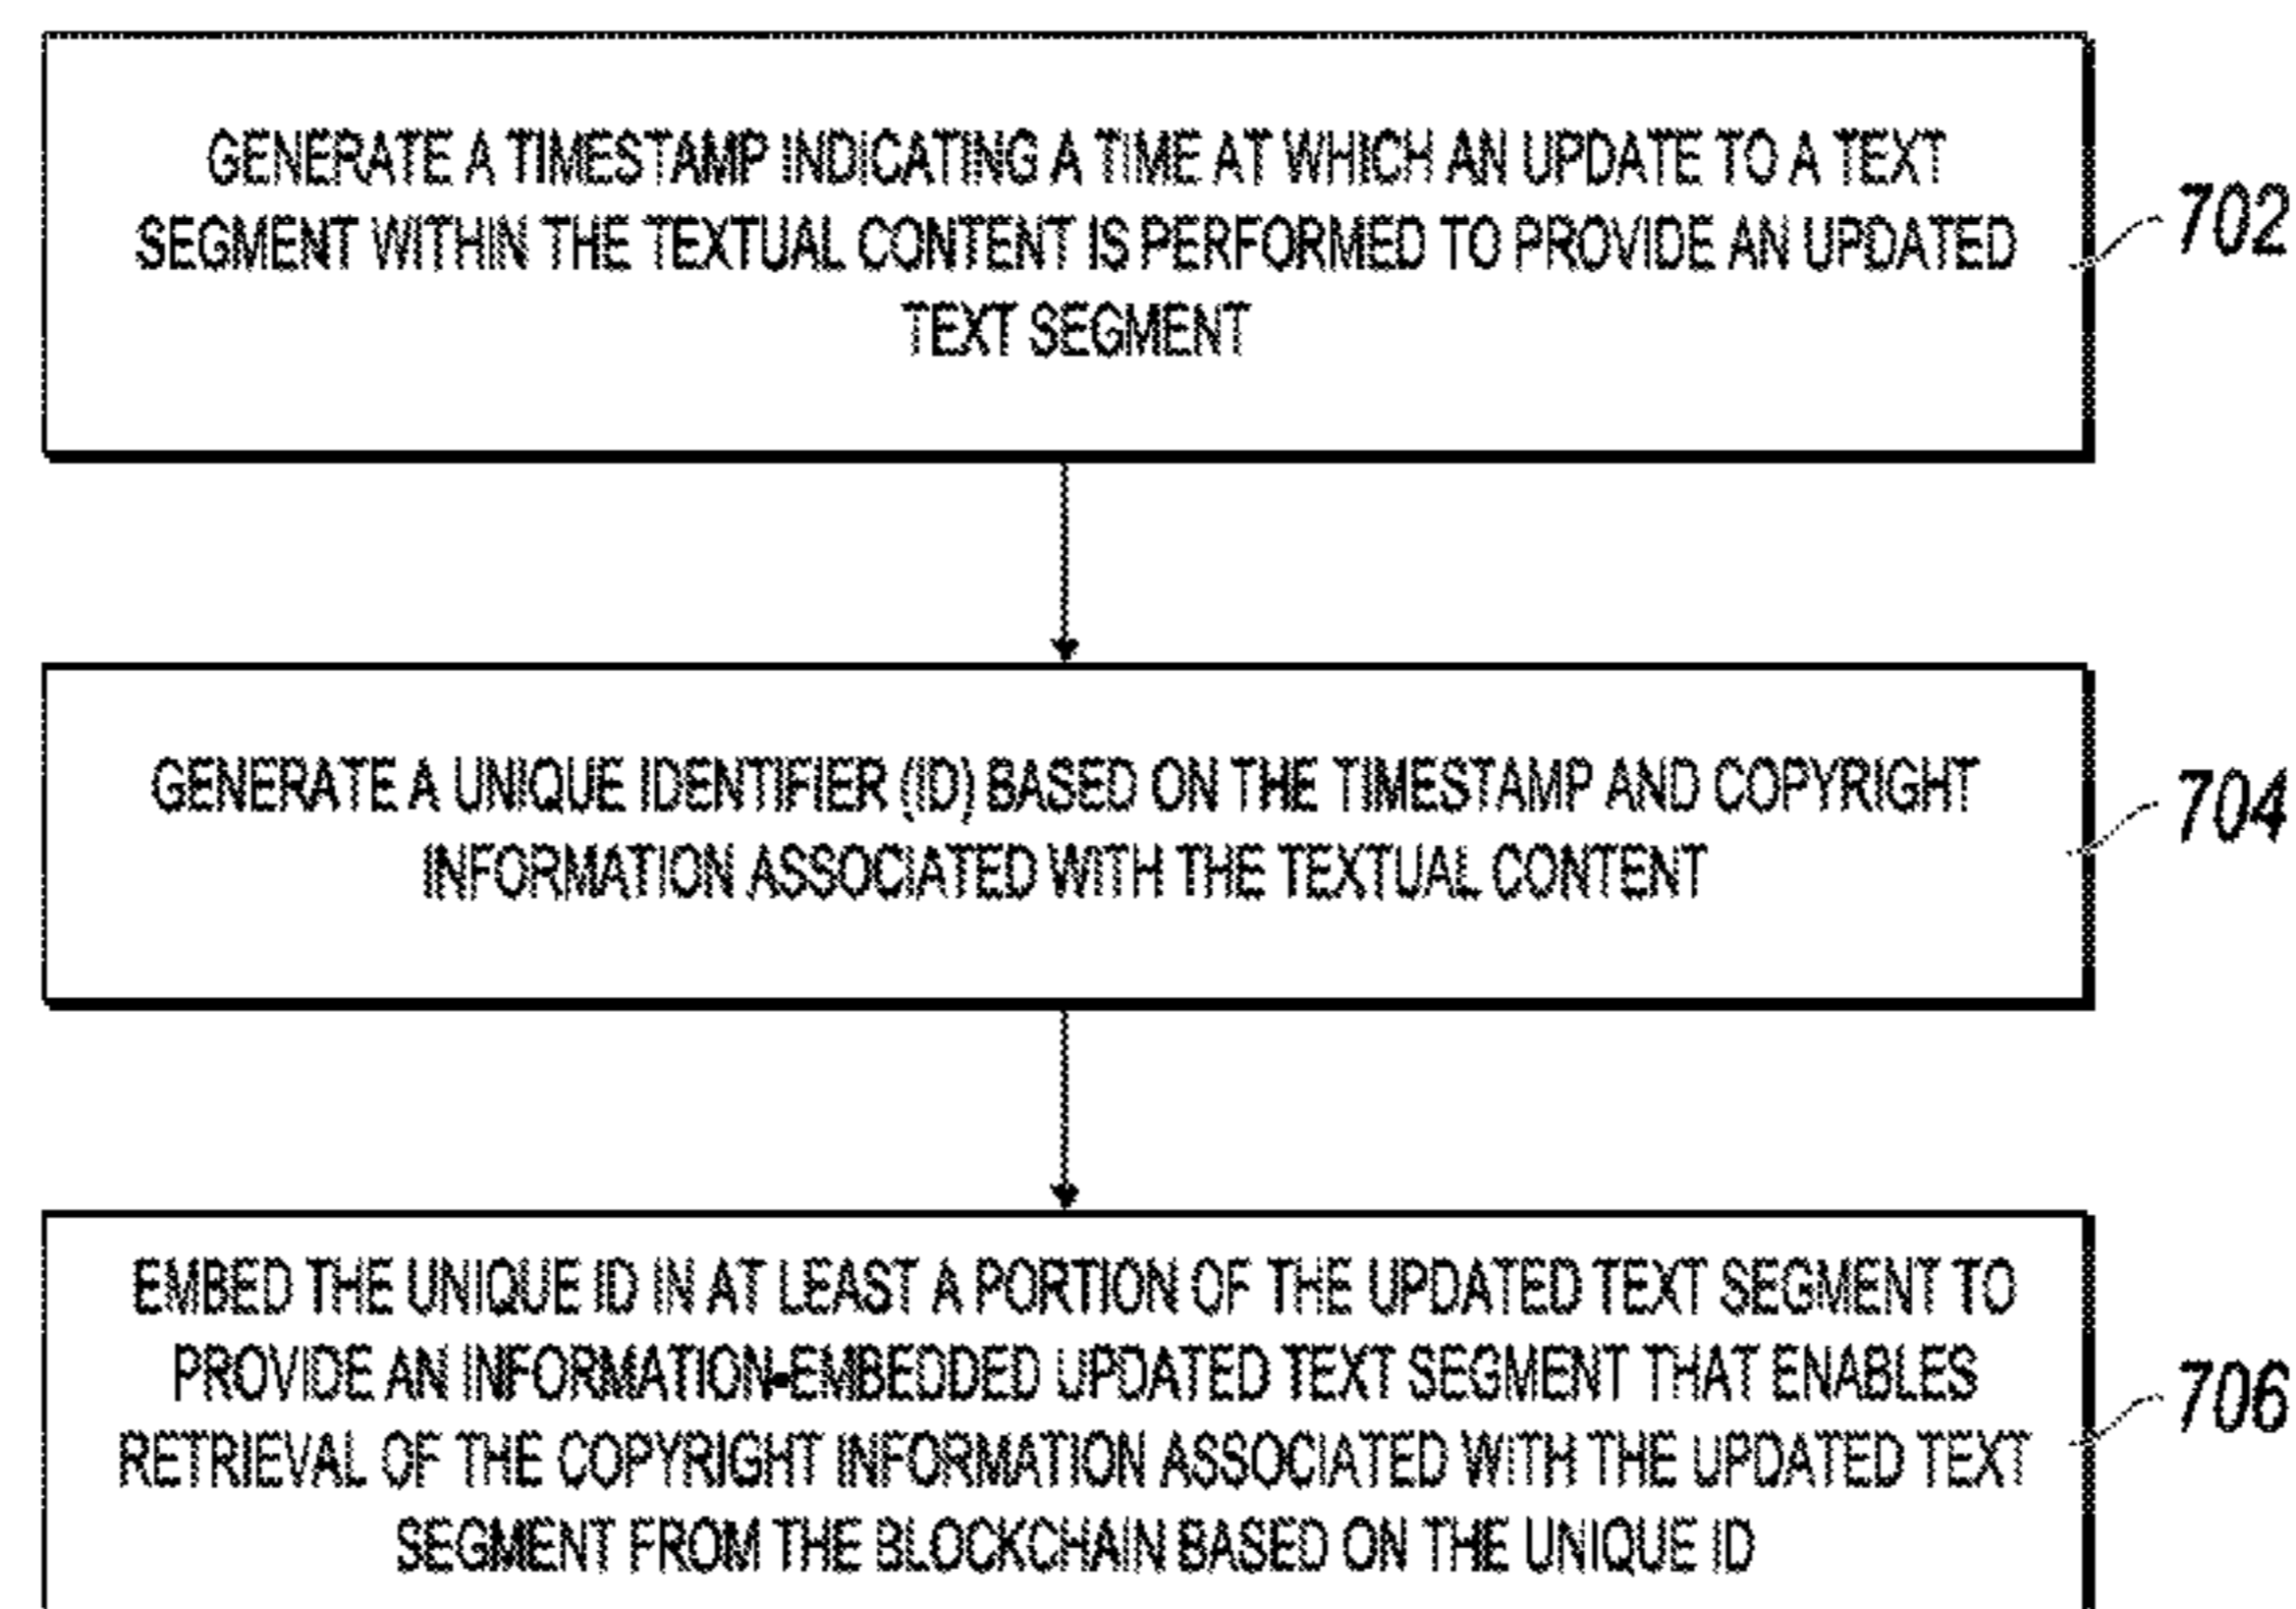 GENERATE A TIMESTAMP INDICATING A TIME AT WHICH AN UPDATE TO A TEXT
SEGMENT WITHIN THE TEXTUAL CONTENT IS PERFORMED TO PROVIDE AN UPDATED
TEXT SEGMENT
702
GENERATE A UNIQUE IDENTIFIER (ID) BASED ON THE TIMESTAMP AND COPYRIGHT
INFORMATION ASSOCIATED WITH THE TEXTUAL CONTENT
704
EMBED THE UNIQUE ID IN AT LEAST A PORTION OF THE UPDATED TEXT SEGMENT TO
PROVIDE AN INFORMATION-EMBEDDED UPDATED TEXT SEGMENT THAT ENABLES
RETRIEVAL OF THE COPYRIGHT INFORMATION ASSOCIATED WITH THE UPDATED TEXT
SEGMENT FROM THE BLOCKCHAIN BASED ON THE UNIQUE ID
706